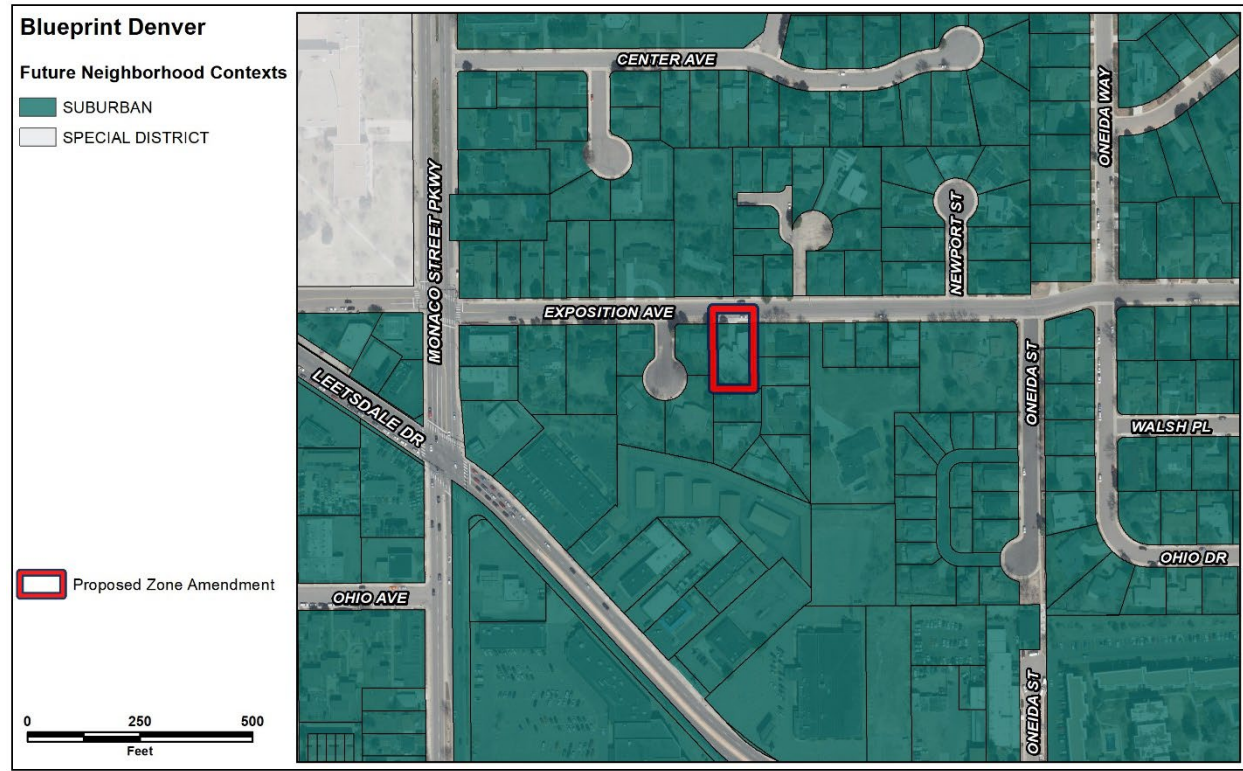 Blueprint Denver
Future Neighborhood Contexts
SUBURBAN
SPECIAL DISTRICT
Proposed Zone Amendment
0 250 500
Feet
CENTER AVE
ONEIDA WAY
MONACO STREET PKWY
NEWPORT ST
EXPOSITION AVE
LEETSDALE DR
ONEIDA ST
WALSH PL
OHIO DR
OHIO AVE
ONEIDA ST